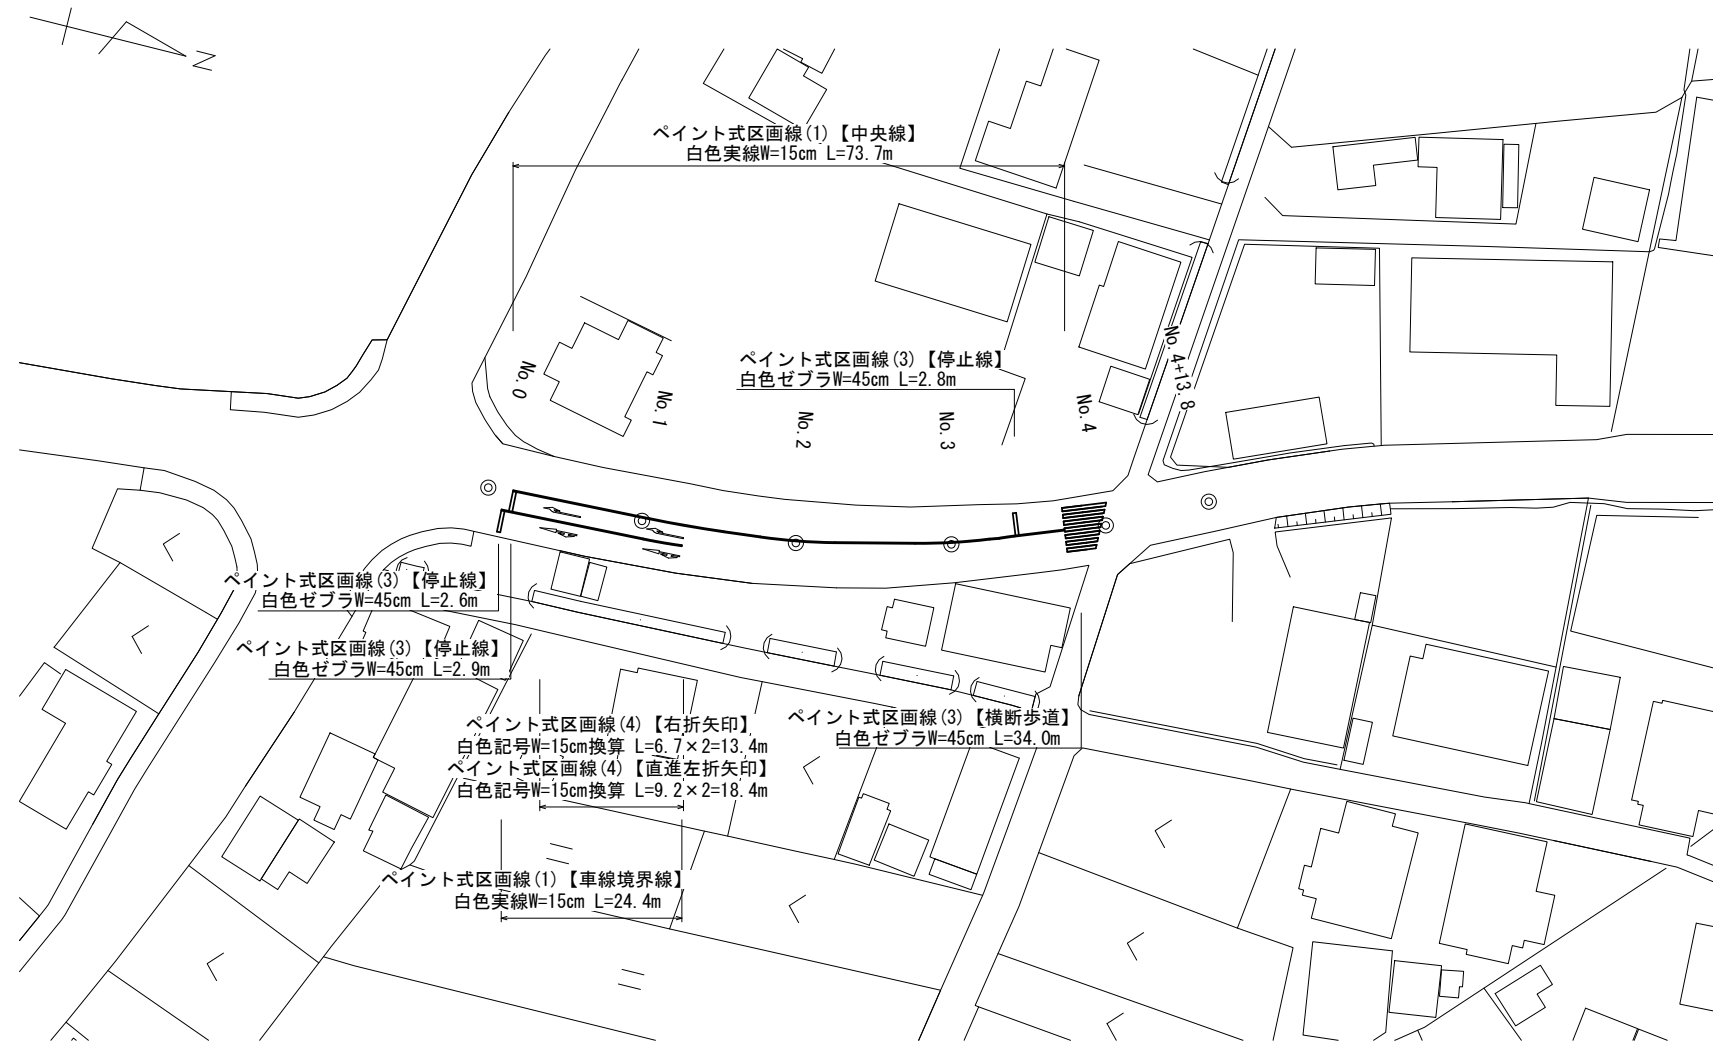 N
ペイント式区画線(1)【中央線】
白色実線W=15cm L=73.7m
ペイント式区画線(3)【停止線】
白色ゼブラW=45cm L=2.8m
No.0
No.1
No.2
No.3
No.4
No.4+13.8
ペイント式区画線(3)【停止線】
白色ゼブラW=45cm L=2.6m
ペイント式区画線(3)【停止線】
白色ゼブラW=45cm L=2.9m
ペイント式区画線(4)【右折矢印】
白色記号W=15cm換算 L=6.7×2=13.4m
ペイント式区画線(4)【直進左折矢印】
白色記号W=15cm換算 L=9.2×2=18.4m
ペイント式区画線(3)【横断歩道】
白色ゼブラW=45cm L=34.0m
ペイント式区画線(1)【車線境界線】
白色実線W=15cm L=24.4m